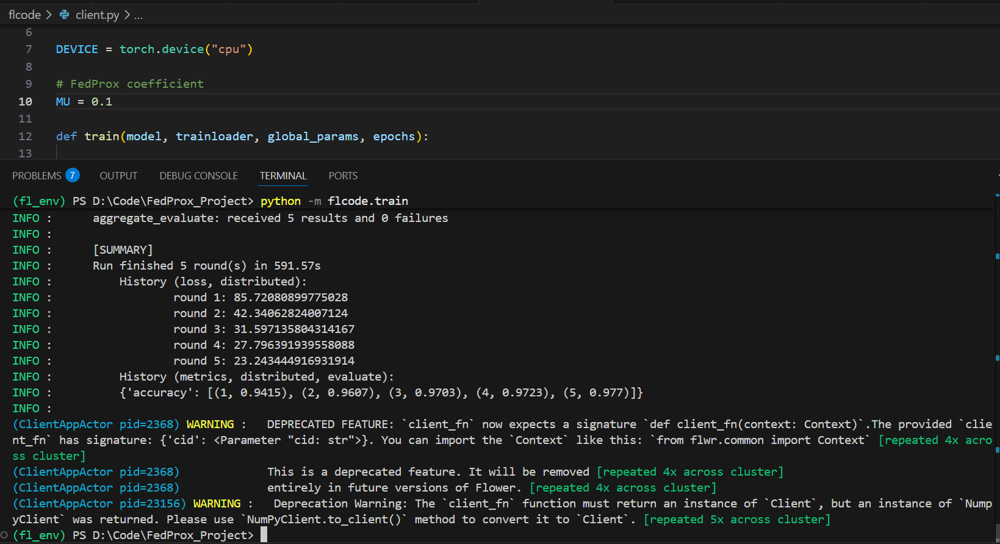 flcode > client.py > ...
6
7 DEVICE = torch.device("cpu")
8
9 # FedProx coefficient
10 MU = 0.1
11
12 def train(model, trainloader, global_params, epochs):
13
PROBLEMS 7 OUTPUT DEBUG CONSOLE TERMINAL PORTS
(fl_env) PS D:\Code\FedProx_Project> python -m flcode.train
INFO :      aggregate_evaluate: received 5 results and 0 failures
INFO :
INFO :      [SUMMARY]
INFO :      Run finished 5 round(s) in 591.57s
INFO :          History (loss, distributed):
INFO :                  round 1: 85.72080899775028
INFO :                  round 2: 42.34062824007124
INFO :                  round 3: 31.597135804314167
INFO :                  round 4: 27.796391939558088
INFO :                  round 5: 23.243444916931914
INFO :          History (metrics, distributed, evaluate):
INFO :          {'accuracy': [(1, 0.9415), (2, 0.9607), (3, 0.9703), (4, 0.9723), (5, 0.977)]}
INFO :
(ClientAppActor pid=2368) WARNING :   DEPRECATED FEATURE: `client_fn` now expects a signature `def client_fn(context: Context)`.The provided `clie
nt_fn` has signature: {'cid': <Parameter "cid: str">}. You can import the `Context` like this: `from flwr.common import Context` [repeated 4x acro
ss cluster]
(ClientAppActor pid=2368)             This is a deprecated feature. It will be removed [repeated 4x across cluster]
(ClientAppActor pid=2368)             entirely in future versions of Flower. [repeated 4x across cluster]
(ClientAppActor pid=23156) WARNING :   Deprecation Warning: The `client_fn` function must return an instance of `Client`, but an instance of `Nump
yClient` was returned. Please use `NumPyClient.to_client()` method to convert it to `Client`. [repeated 5x across cluster]
(fl_env) PS D:\Code\FedProx_Project>